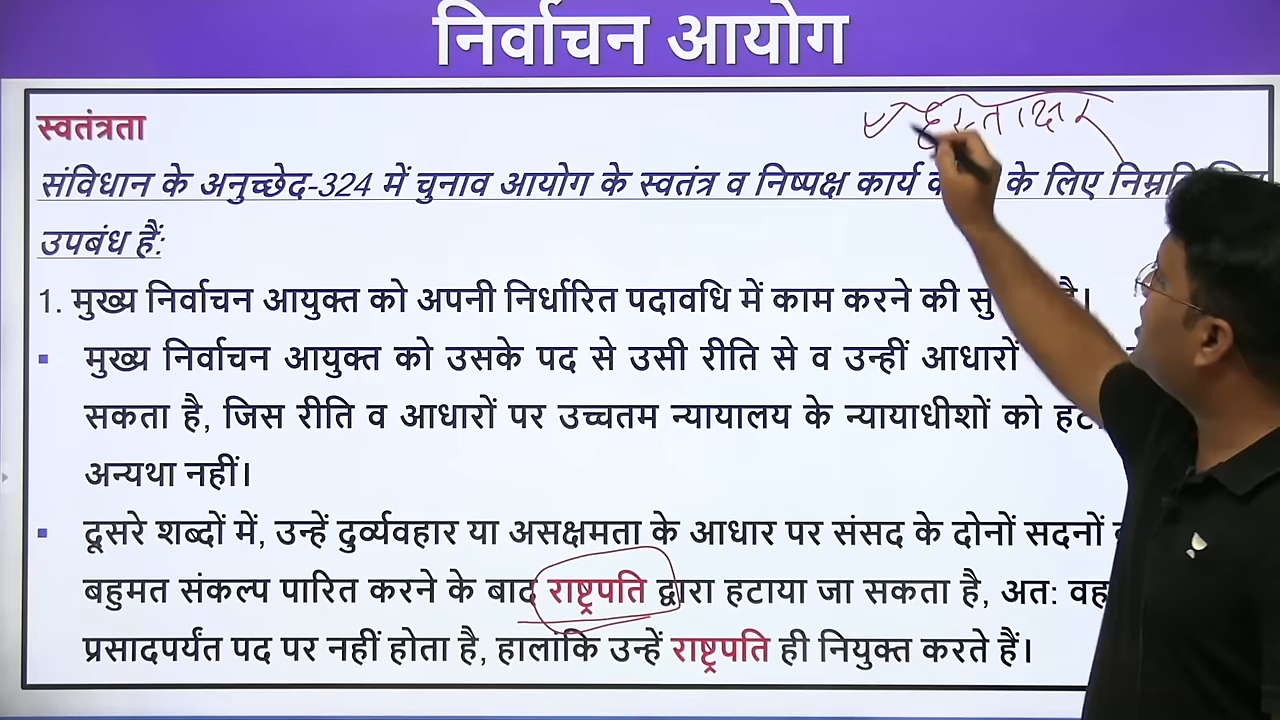 निर्वाचन आयोग
हस्ताक्षर
स्वतंत्रता
संविधान के अनुच्छेद-324 में चुनाव आयोग के स्वतंत्र व निष्पक्ष कार्य के लिए
उपबंध हैं:
1. मुख्य निर्वाचन आयुक्त को अपनी निर्धारित पदावधि में काम करने की है।
▪ मुख्य निर्वाचन आयुक्त को उसके पद से उसी रीति से व उन्हीं आधारों
सकता है, जिस रीति व आधारों पर उच्चतम न्यायालय के न्यायाधीशों को
अन्यथा नहीं।
▪ दूसरे शब्दों में, उन्हें दुर्व्यवहार या असक्षमता के आधार पर संसद के दोनों सदनों
बहुमत संकल्प पारित करने के बाद राष्ट्रपति द्वारा हटाया जा सकता है, अत: वह
प्रसादपर्यंत पद पर नहीं होता है, हालांकि उन्हें राष्ट्रपति ही नियुक्त करते हैं।